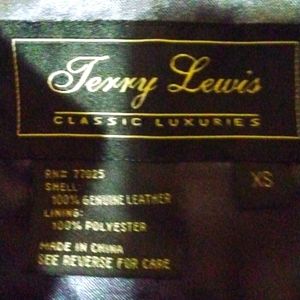 Terry Lewis
CLASSIC LUXURIES
RN# 77025
XS
SHELL
100% GENUINE LEATHER
LINING:
100% POLYESTER
MADE IN CHINA
SEE REVERSE FOR CARE